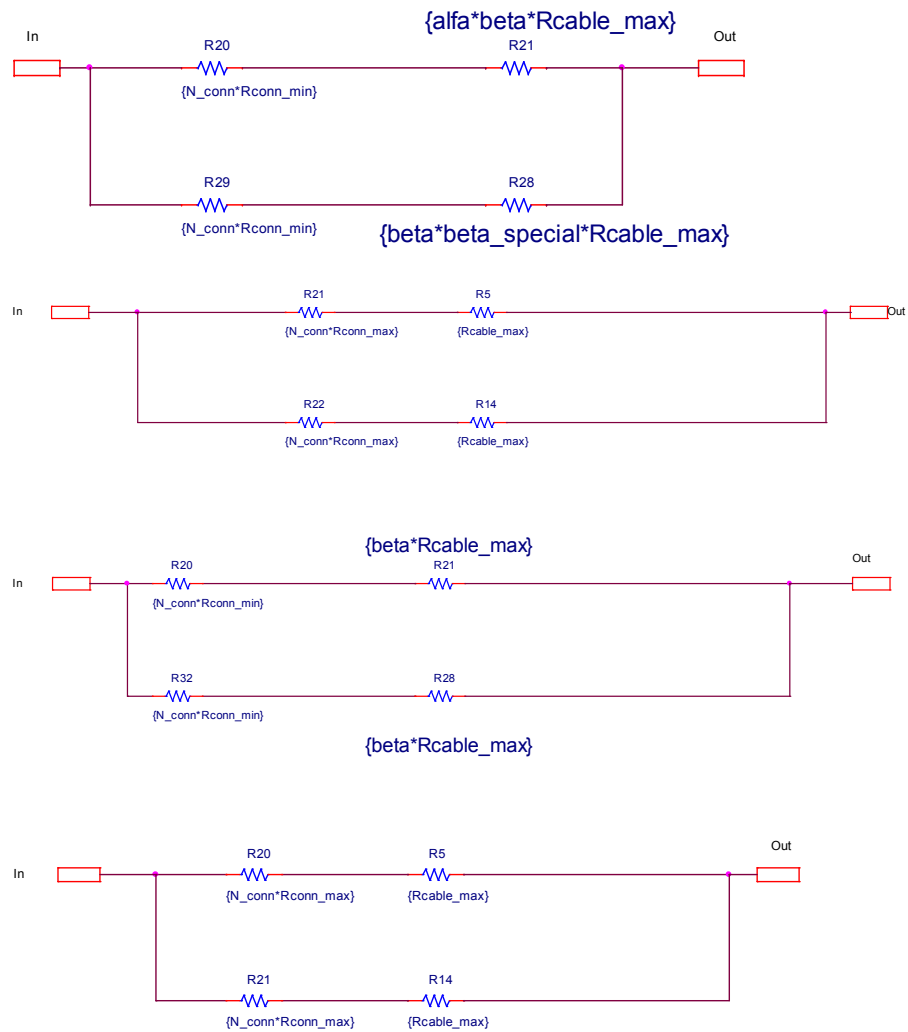 {alfa*beta*Rcable_max}
In
R20
R21
Out
{N_conn*Rconn_min}
R29
R28
{N_conn*Rconn_min}
{beta*beta_special*Rcable_max}
R21
R5
In
Out
{N_conn*Rconn_max}
{Rcable_max}
R22
R14
{N_conn*Rconn_max}
{Rcable_max}
{beta*Rcable_max}
Out
R20
R21
In
{N_conn*Rconn_min}
R32
R28
{N_conn*Rconn_min}
{beta*Rcable_max}
Out
R20
R5
In
{N_conn*Rconn_max}
{Rcable_max}
R21
R14
{N_conn*Rconn_max}
{Rcable_max}